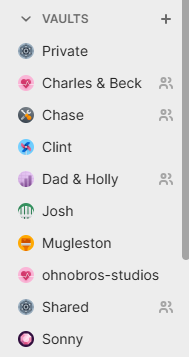 VAULTS
Private
Charles & Beck
Chase
Clint
Dad & Holly
Josh
Mugleston
ohnobros-studios
Shared
Sonny